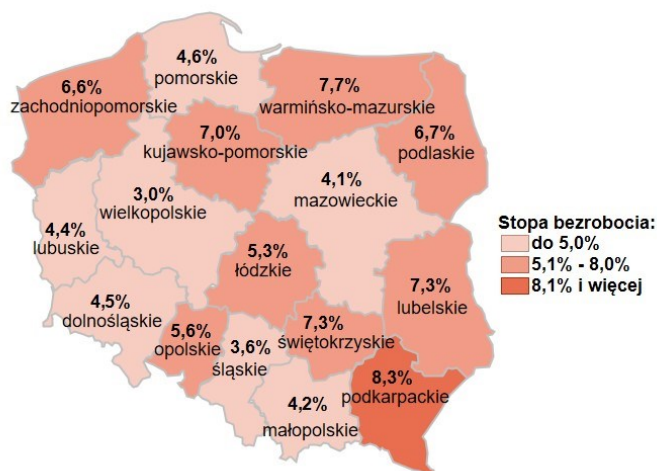 4,6%
pomorskie
6,6%
zachodniopomorskie
7,7%
warmińsko-mazurskie
7,0%
kujawsko-pomorskie
6,7%
podlaskie
3,0%
wielkopolskie
4,1%
mazowieckie
4,4%
lubuskie
5,3%
łódzkie
Stopa bezrobocia:
do 5,0%
5,1% - 8,0%
8,1% i więcej
7,3%
lubelskie
4,5%
dolnośląskie
5,6%
opolskie
3,6%
śląskie
7,3%
świętokrzyskie
8,3%
podkarpackie
4,2%
małopolskie